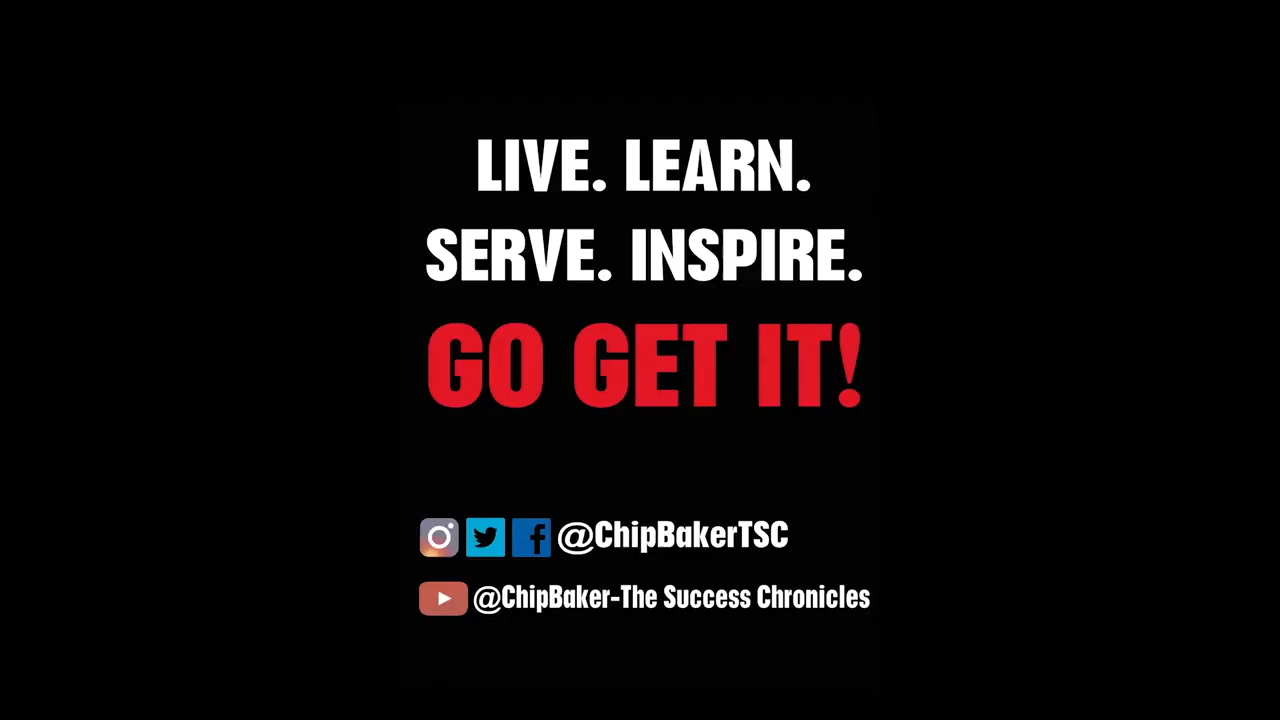 LIVE. LEARN.
SERVE. INSPIRE.
GO GET IT!
@ChipBakerTSC
@ChipBaker-The Success Chronicles